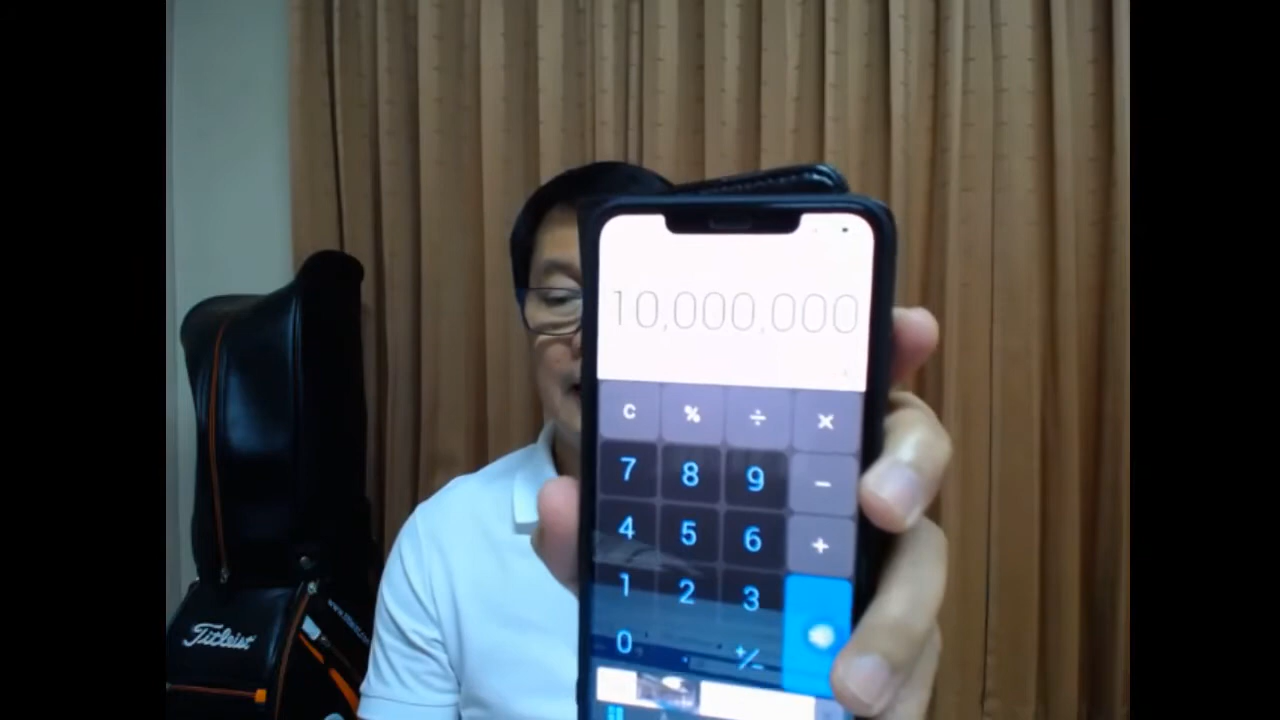 10,000,000
C % ÷ ×
7 8 9 −
4 5 6 +
1 2 3
0 . +/−
Titleist